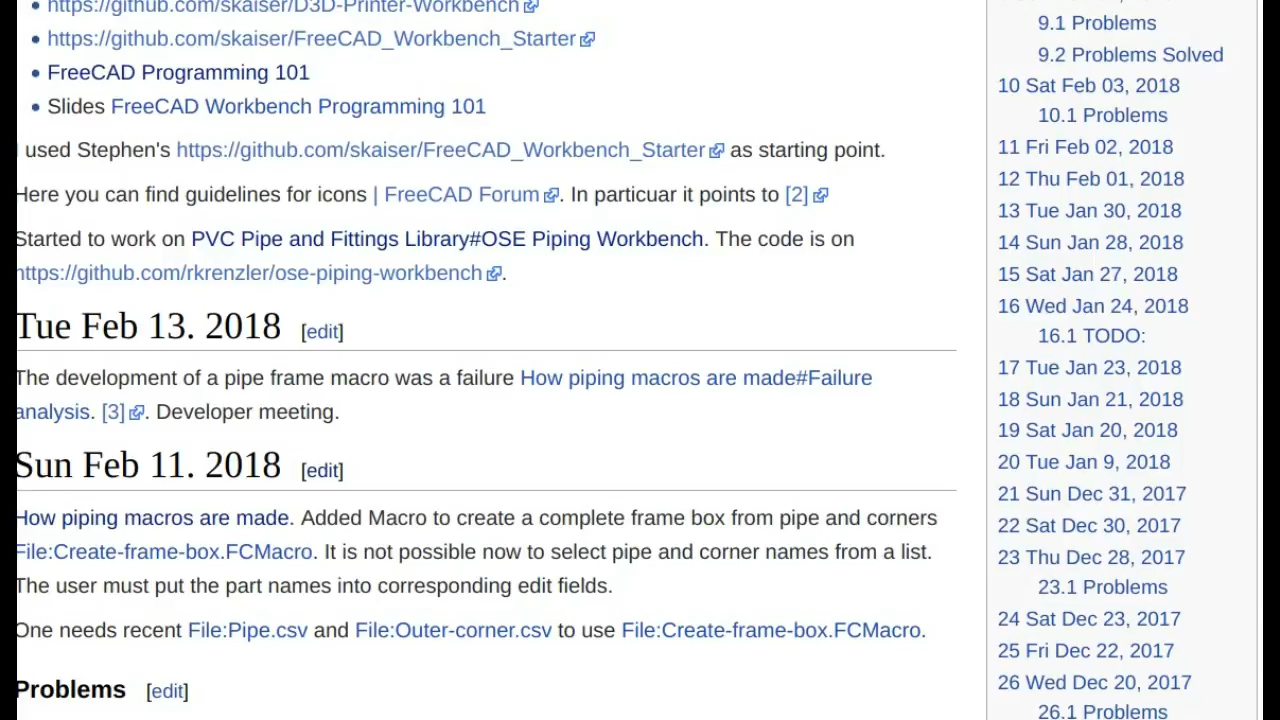 https://github.com/skaiser/D3D-Printer-Workbench
https://github.com/skaiser/FreeCAD_Workbench_Starter
FreeCAD Programming 101
Slides FreeCAD Workbench Programming 101
I used Stephen's https://github.com/skaiser/FreeCAD_Workbench_Starter as starting point.
Here you can find guidelines for icons | FreeCAD Forum. In particuar it points to [2]
Started to work on PVC Pipe and Fittings Library#OSE Piping Workbench. The code is on
https://github.com/rkrenzler/ose-piping-workbench.
Tue Feb 13. 2018 [edit]
The development of a pipe frame macro was a failure How piping macros are made#Failure
analysis. [3]. Developer meeting.
Sun Feb 11. 2018 [edit]
How piping macros are made. Added Macro to create a complete frame box from pipe and corners
File:Create-frame-box.FCMacro. It is not possible now to select pipe and corner names from a list.
The user must put the part names into corresponding edit fields.
One needs recent File:Pipe.csv and File:Outer-corner.csv to use File:Create-frame-box.FCMacro.
Problems [edit]
9.1 Problems
9.2 Problems Solved
10 Sat Feb 03, 2018
10.1 Problems
11 Fri Feb 02, 2018
12 Thu Feb 01, 2018
13 Tue Jan 30, 2018
14 Sun Jan 28, 2018
15 Sat Jan 27, 2018
16 Wed Jan 24, 2018
16.1 TODO:
17 Tue Jan 23, 2018
18 Sun Jan 21, 2018
19 Sat Jan 20, 2018
20 Tue Jan 9, 2018
21 Sun Dec 31, 2017
22 Sat Dec 30, 2017
23 Thu Dec 28, 2017
23.1 Problems
24 Sat Dec 23, 2017
25 Fri Dec 22, 2017
26 Wed Dec 20, 2017
26.1 Problems